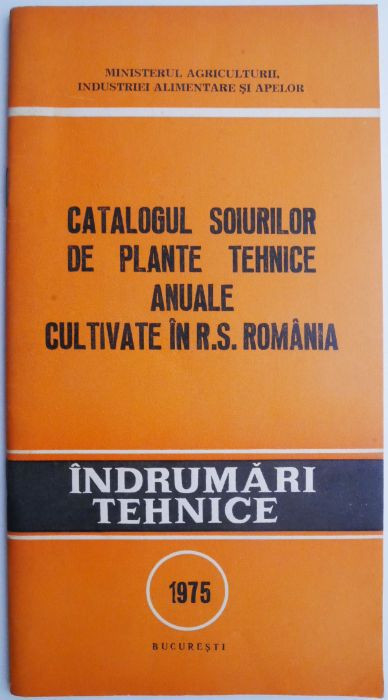 MINISTERUL AGRICULTURII,
INDUSTRIEI ALIMENTARE ȘI APELOR
CATALOGUL SOIURILOR
DE PLANTE TEHNICE
ANUALE
CULTIVATE ÎN R.S. ROMÂNIA
ÎNDRUMĂRI
TEHNICE
1975
BUCUREȘTI